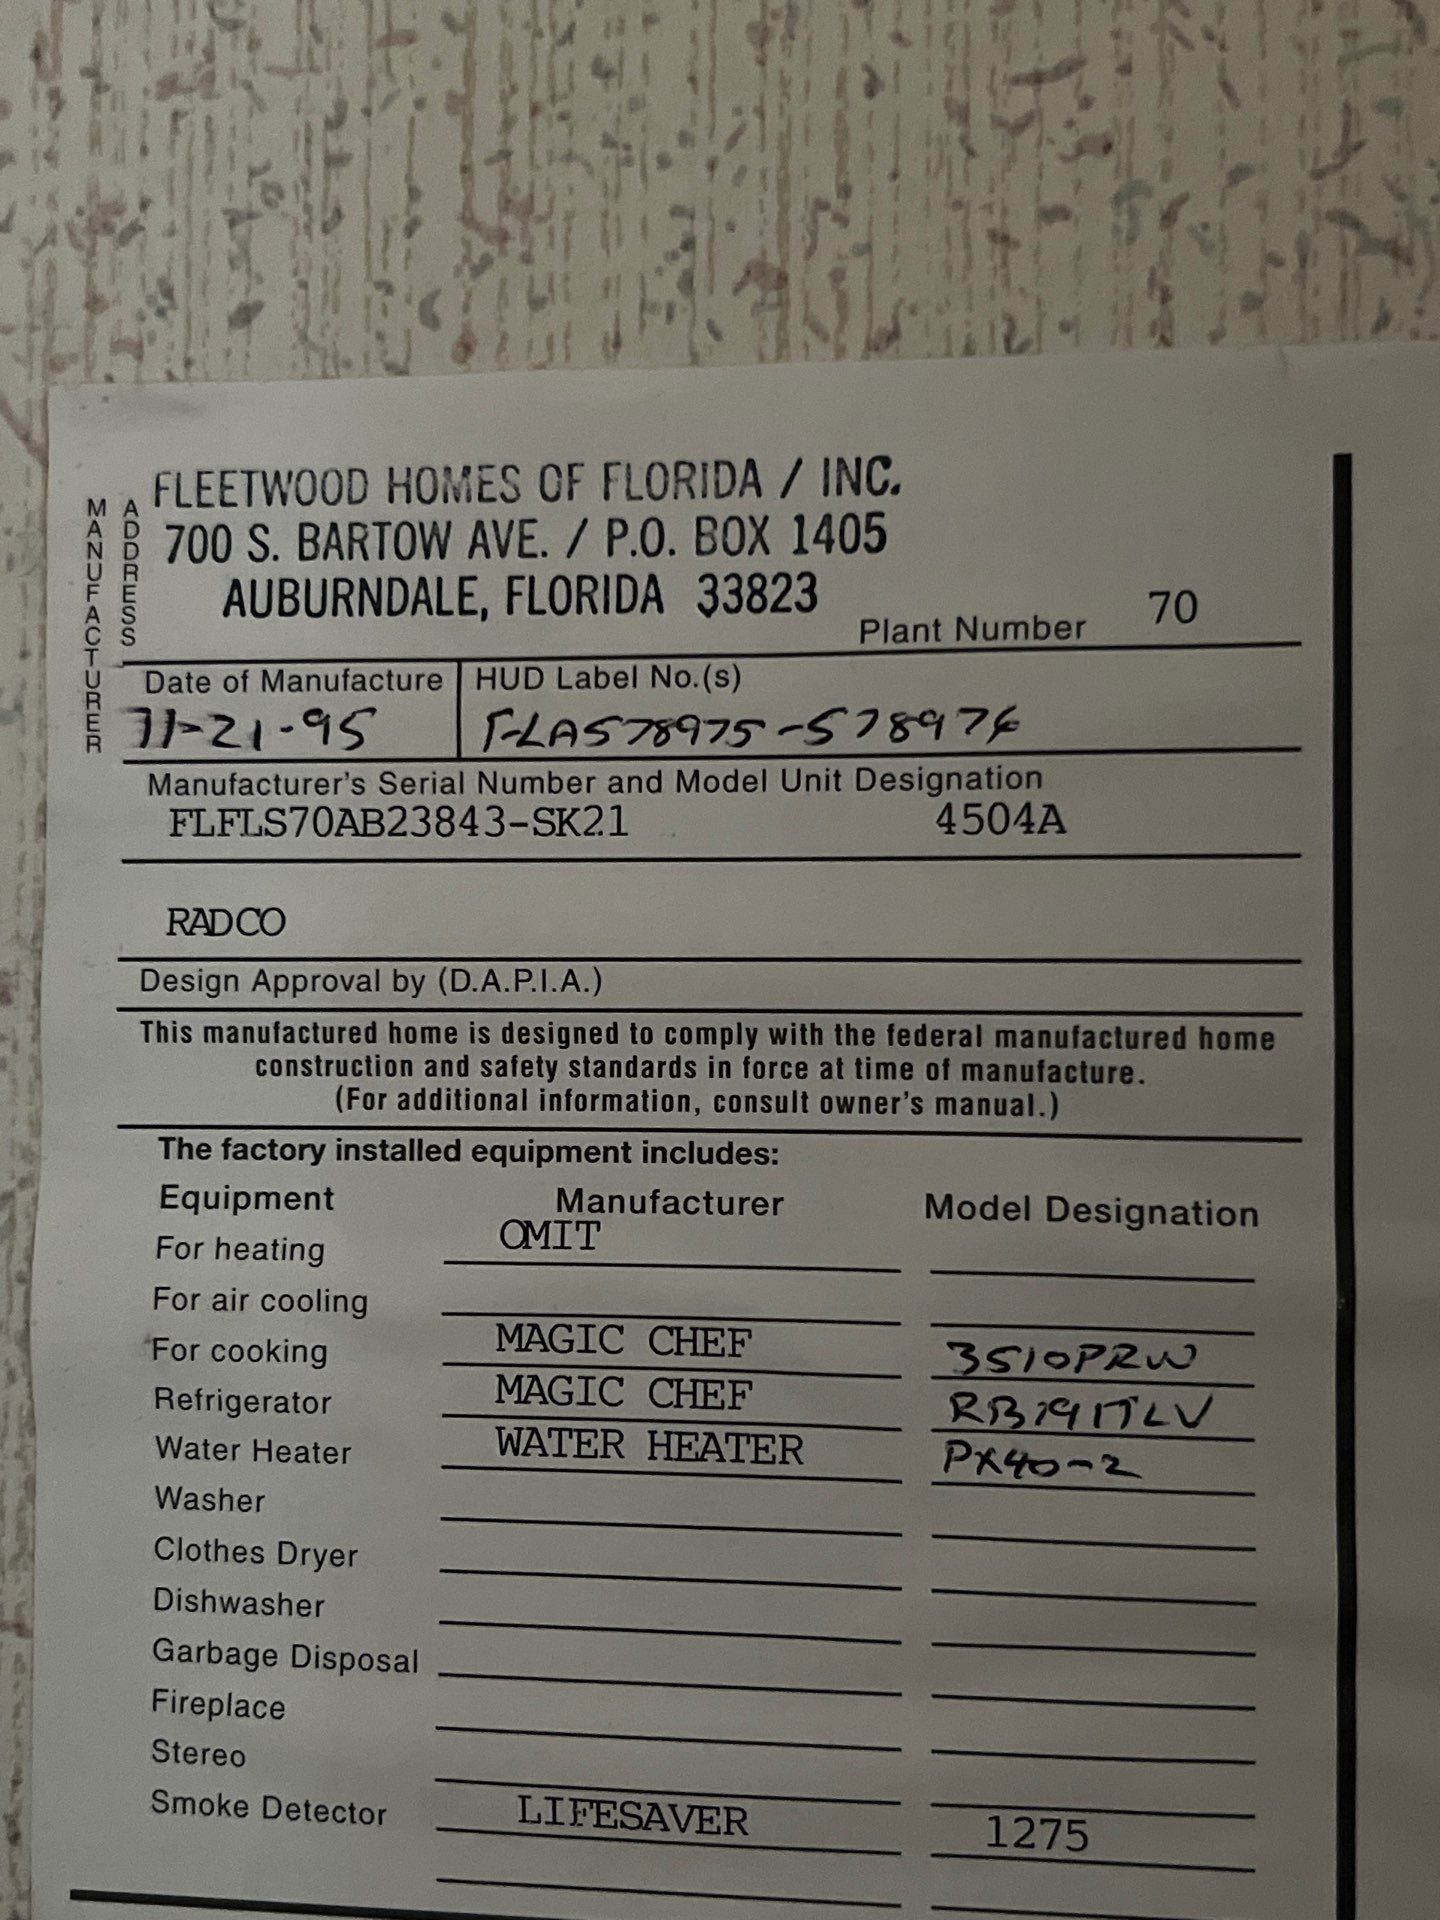 MANUFACTURER
ADDRESS
FLEETWOOD HOMES OF FLORIDA / INC.
700 S. BARTOW AVE. / P.O. BOX 1405
AUBURNDALE, FLORIDA 33823
Plant Number 70
Date of Manufacture HUD Label No.(s)
11-21-95 FLA578975-578976
Manufacturer's Serial Number and Model Unit Designation
FLFLS70AB23843-SK21 4504A
RADCO
Design Approval by (D.A.P.I.A.)
This manufactured home is designed to comply with the federal manufactured home
construction and safety standards in force at time of manufacture.
(For additional information, consult owner's manual.)
The factory installed equipment includes:
Equipment Manufacturer Model Designation
For heating OMIT
For air cooling
For cooking MAGIC CHEF 3510PRW
Refrigerator MAGIC CHEF RB191TLV
Water Heater WATER HEATER PX40-2
Washer
Clothes Dryer
Dishwasher
Garbage Disposal
Fireplace
Stereo
Smoke Detector LIFESAVER 1275